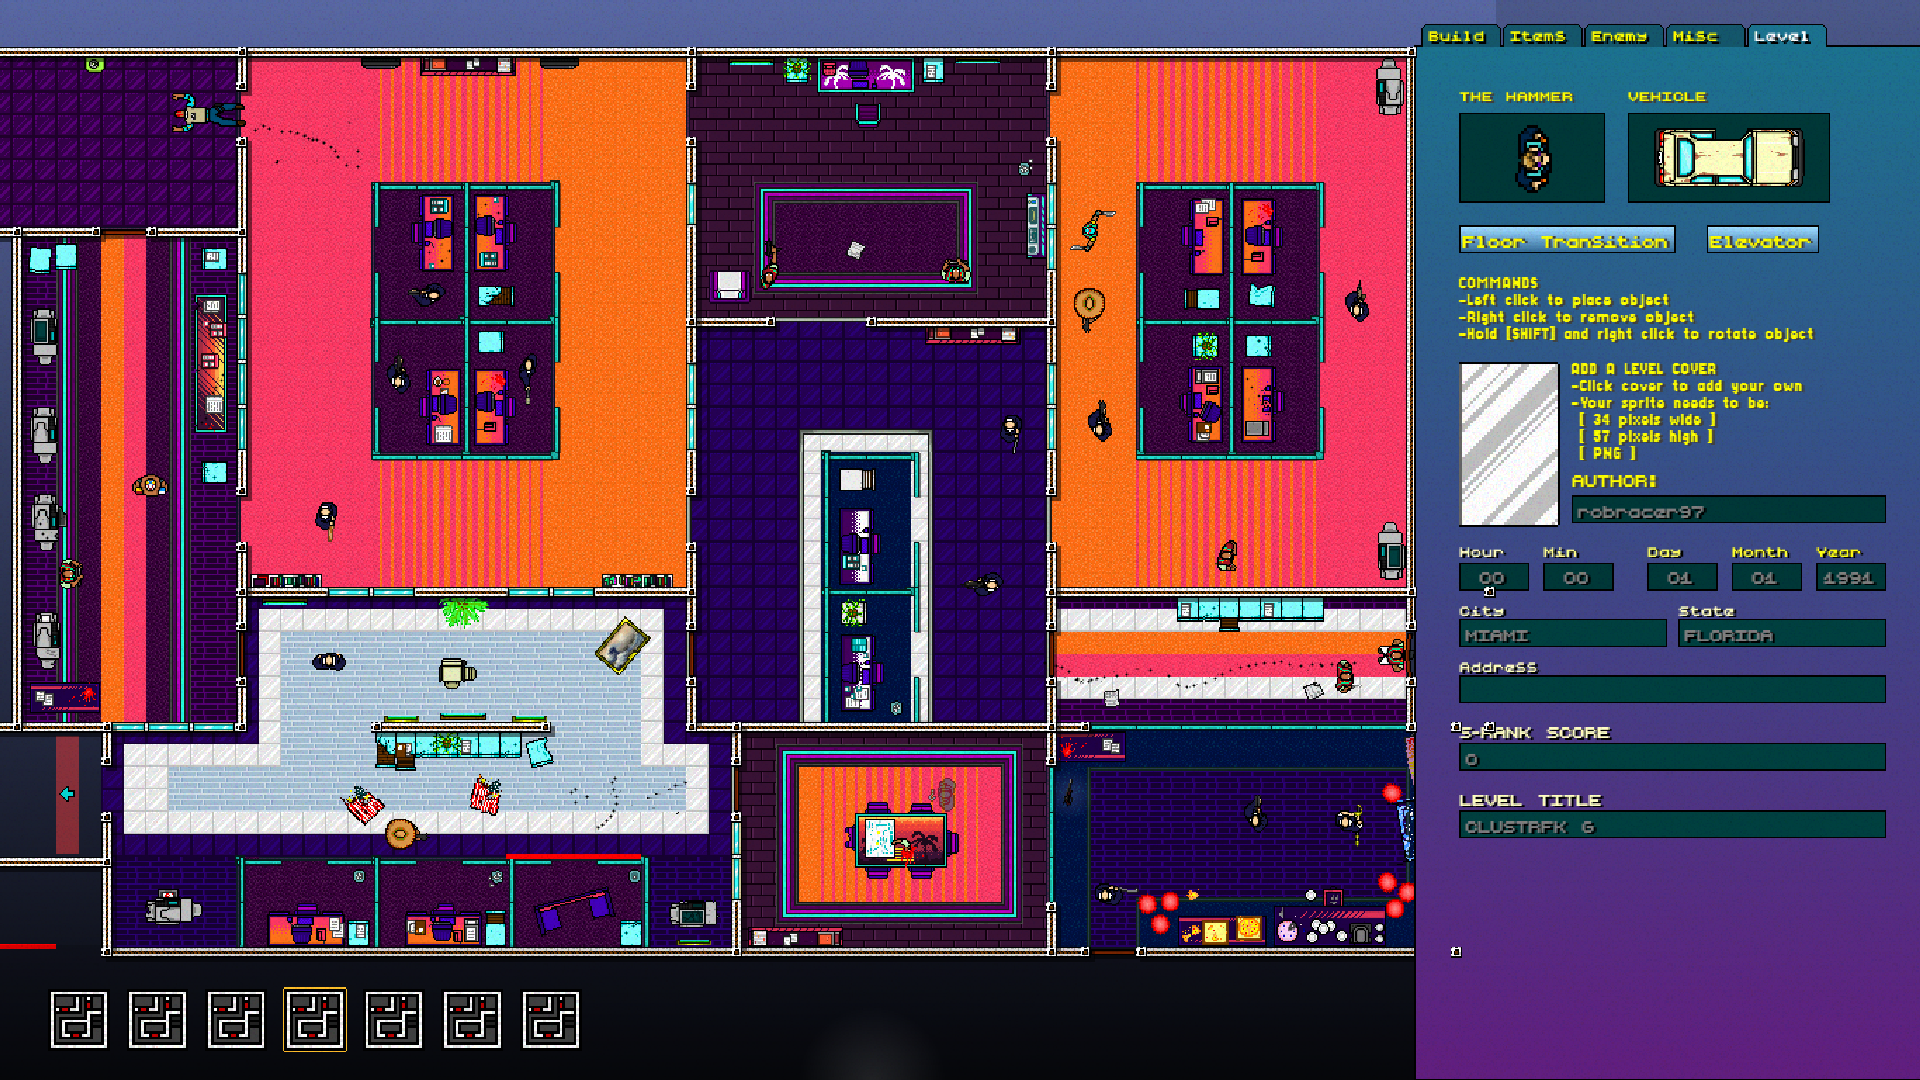 Build Items Enemy Misc Level
THE HAMMER VEHICLE
Floor Transition Elevator
COMMANDS
-Left click to place object
-Right click to remove object
-Hold [SHIFT] and right click to rotate object
ADD A LEVEL COVER
-Click cover to add your own
-Your sprite needs to be:
[ 34 pixels wide ]
[ 57 pixels high ]
[ PNG ]
AUTHOR:
robracer97
Hour Min Day Month Year
00 00 01 01 1991
City State
MIAMI FLORIDA
Address
S-RANK SCORE
0
LEVEL TITLE
CLUSTRFK G